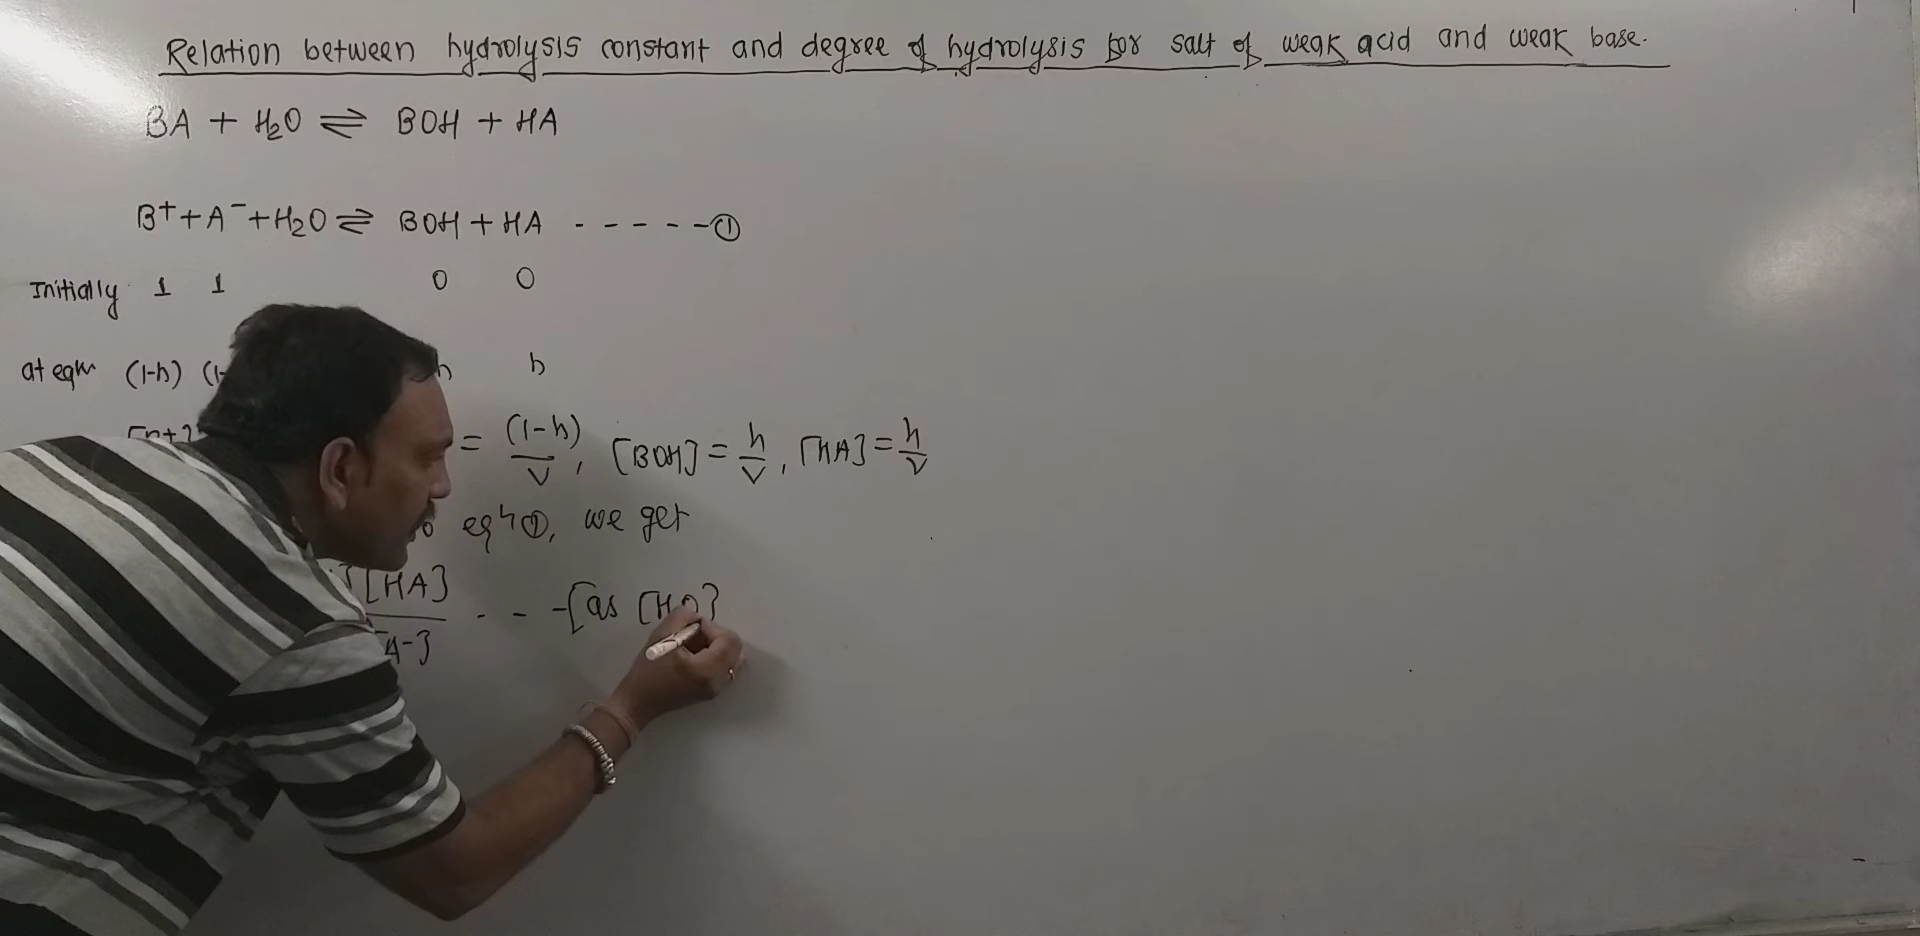 Relation between hydrolysis constant and degree of hydrolysis for salt of weak acid and weak base.
BA + H₂O ⇌ BOH + HA
B⁺ + A⁻ + H₂O ⇌ BOH + HA - - - - - ①
Initially 1 1 0 0
at eqm (1-h) (1- h h
= (1-h)/V, [BOH] = h/V, [HA] = h/V
eqn ①, we get
[HA] / [A-] - - - [as [H₂O]